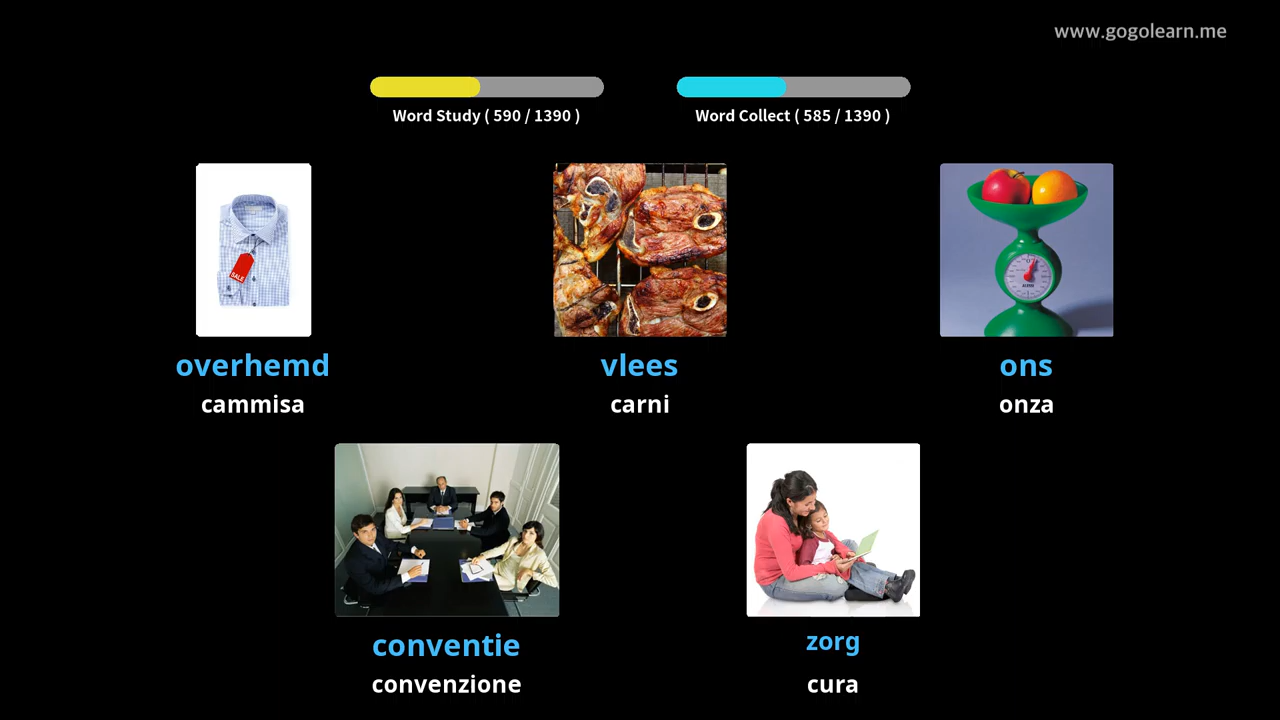 www.gogolearn.me
Word Study ( 590 / 1390 )
Word Collect ( 585 / 1390 )
SALE
overhemd
cammisa
vlees
carni
ons
onza
conventie
convenzione
zorg
cura